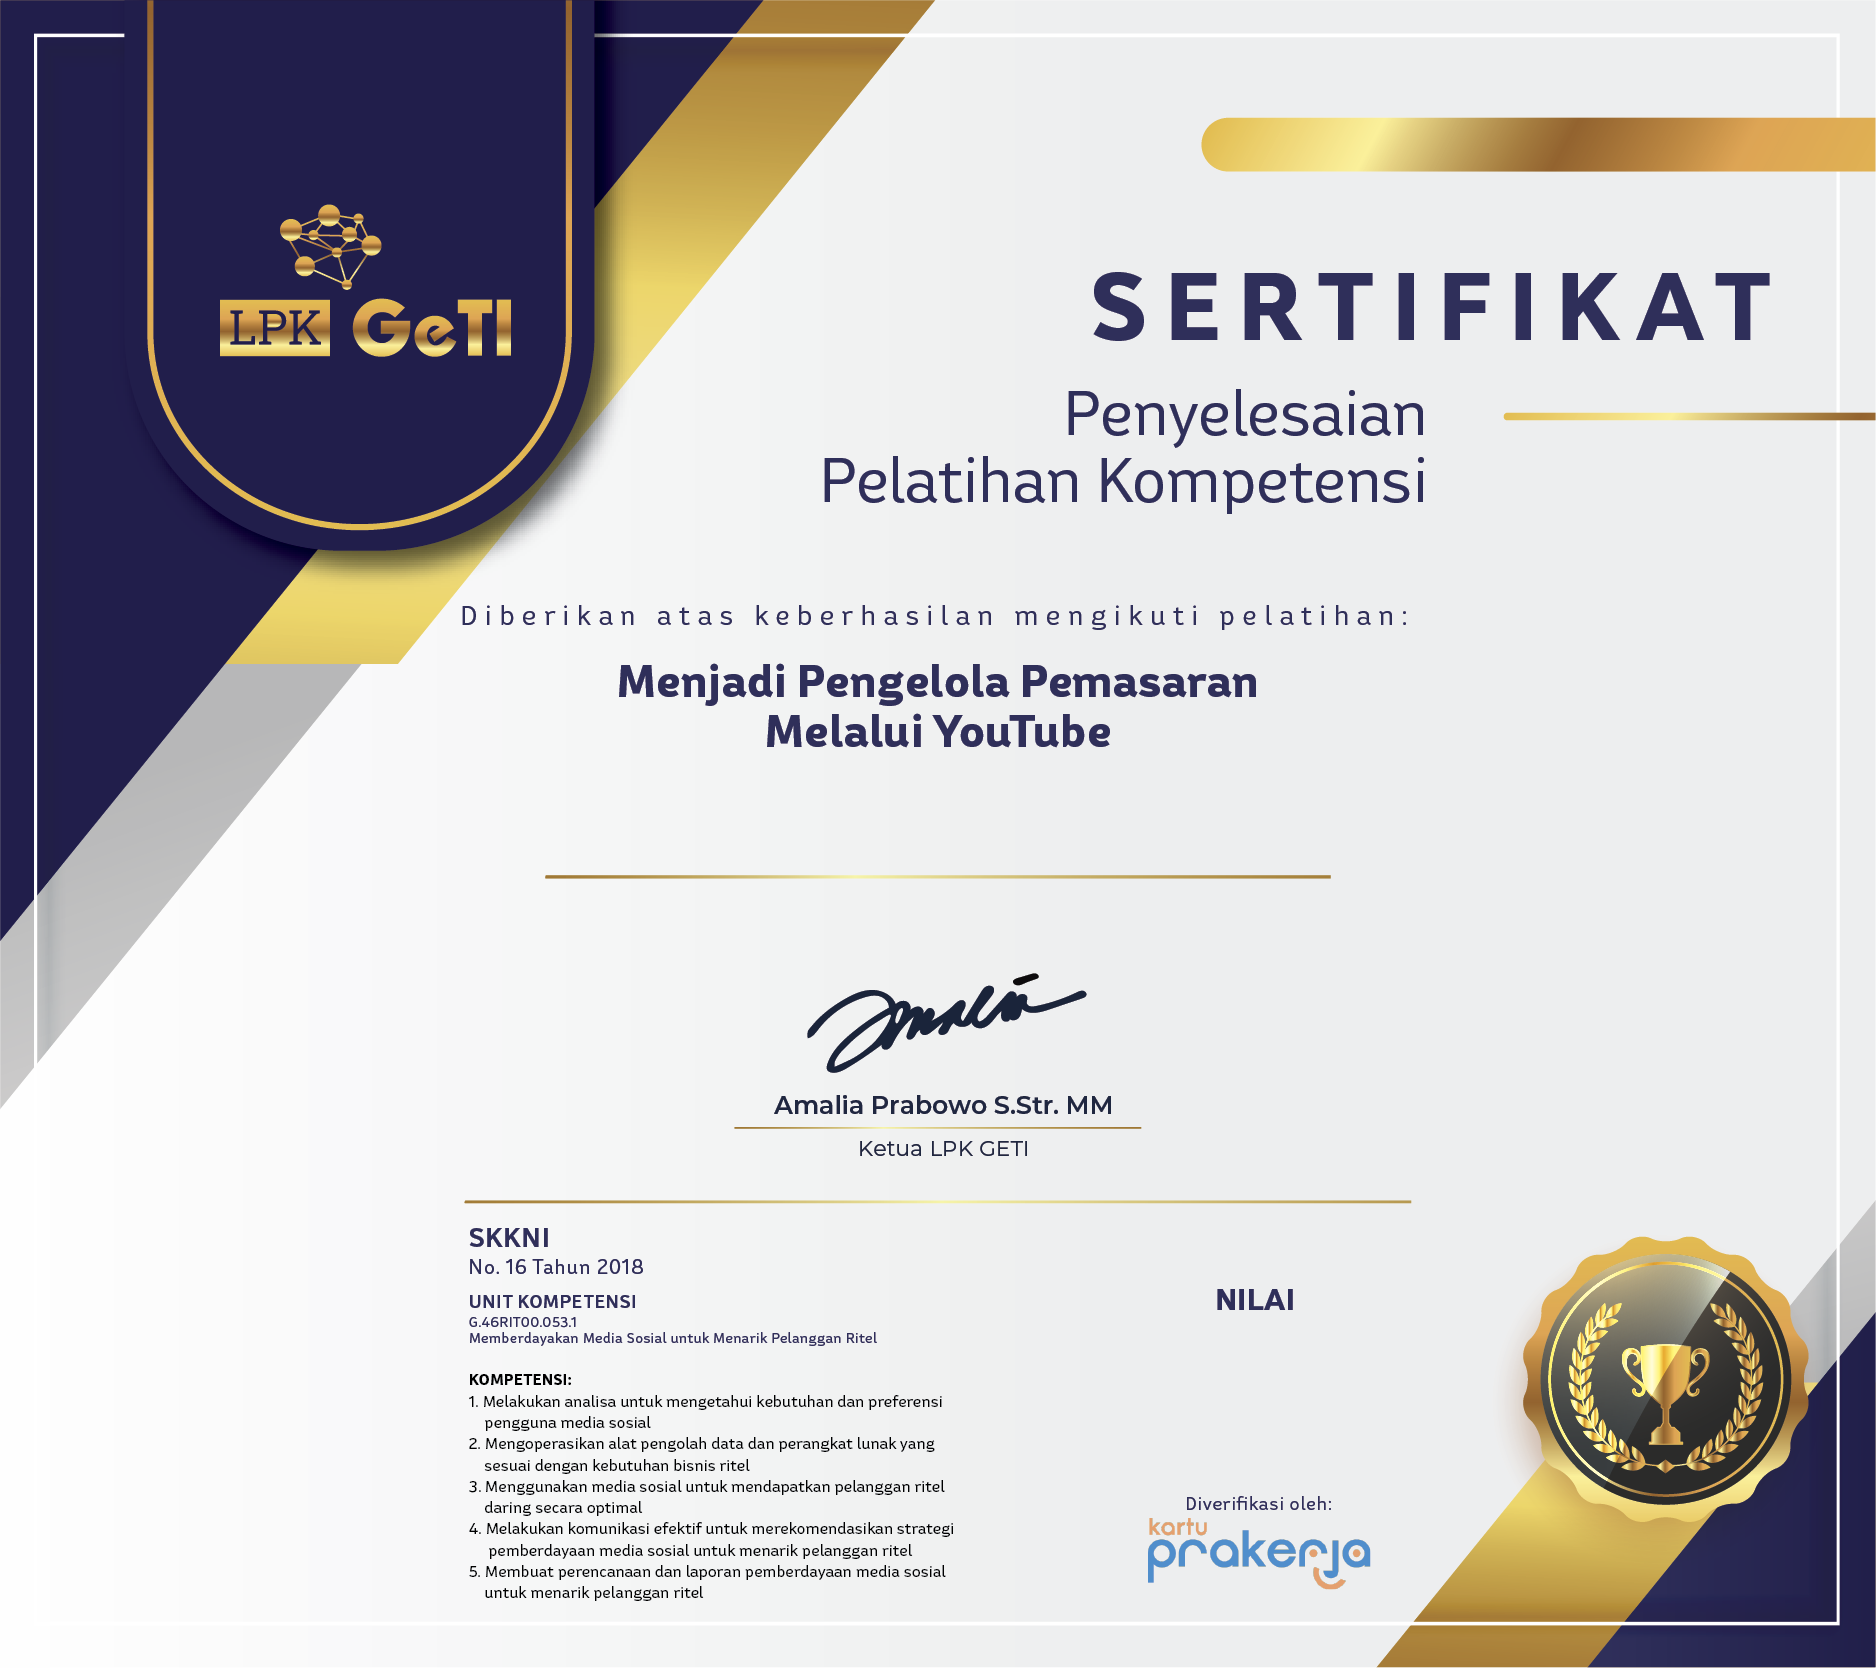 LPK GeTI
SERTIFIKAT
Penyelesaian
Pelatihan Kompetensi
Diberikan atas keberhasilan mengikuti pelatihan:
Menjadi Pengelola Pemasaran
Melalui YouTube
Amalia
Amalia Prabowo S.Str. MM
Ketua LPK GETI
SKKNI
No. 16 Tahun 2018
UNIT KOMPETENSI
G.46RIT00.053.1
Memberdayakan Media Sosial untuk Menarik Pelanggan Ritel
KOMPETENSI:
1. Melakukan analisa untuk mengetahui kebutuhan dan preferensi
pengguna media sosial
2. Mengoperasikan alat pengolah data dan perangkat lunak yang
sesuai dengan kebutuhan bisnis ritel
3. Menggunakan media sosial untuk mendapatkan pelanggan ritel
daring secara optimal
4. Melakukan komunikasi efektif untuk merekomendasikan strategi
pemberdayaan media sosial untuk menarik pelanggan ritel
5. Membuat perencanaan dan laporan pemberdayaan media sosial
untuk menarik pelanggan ritel
NILAI
Diverifikasi oleh:
kartu
prakerja